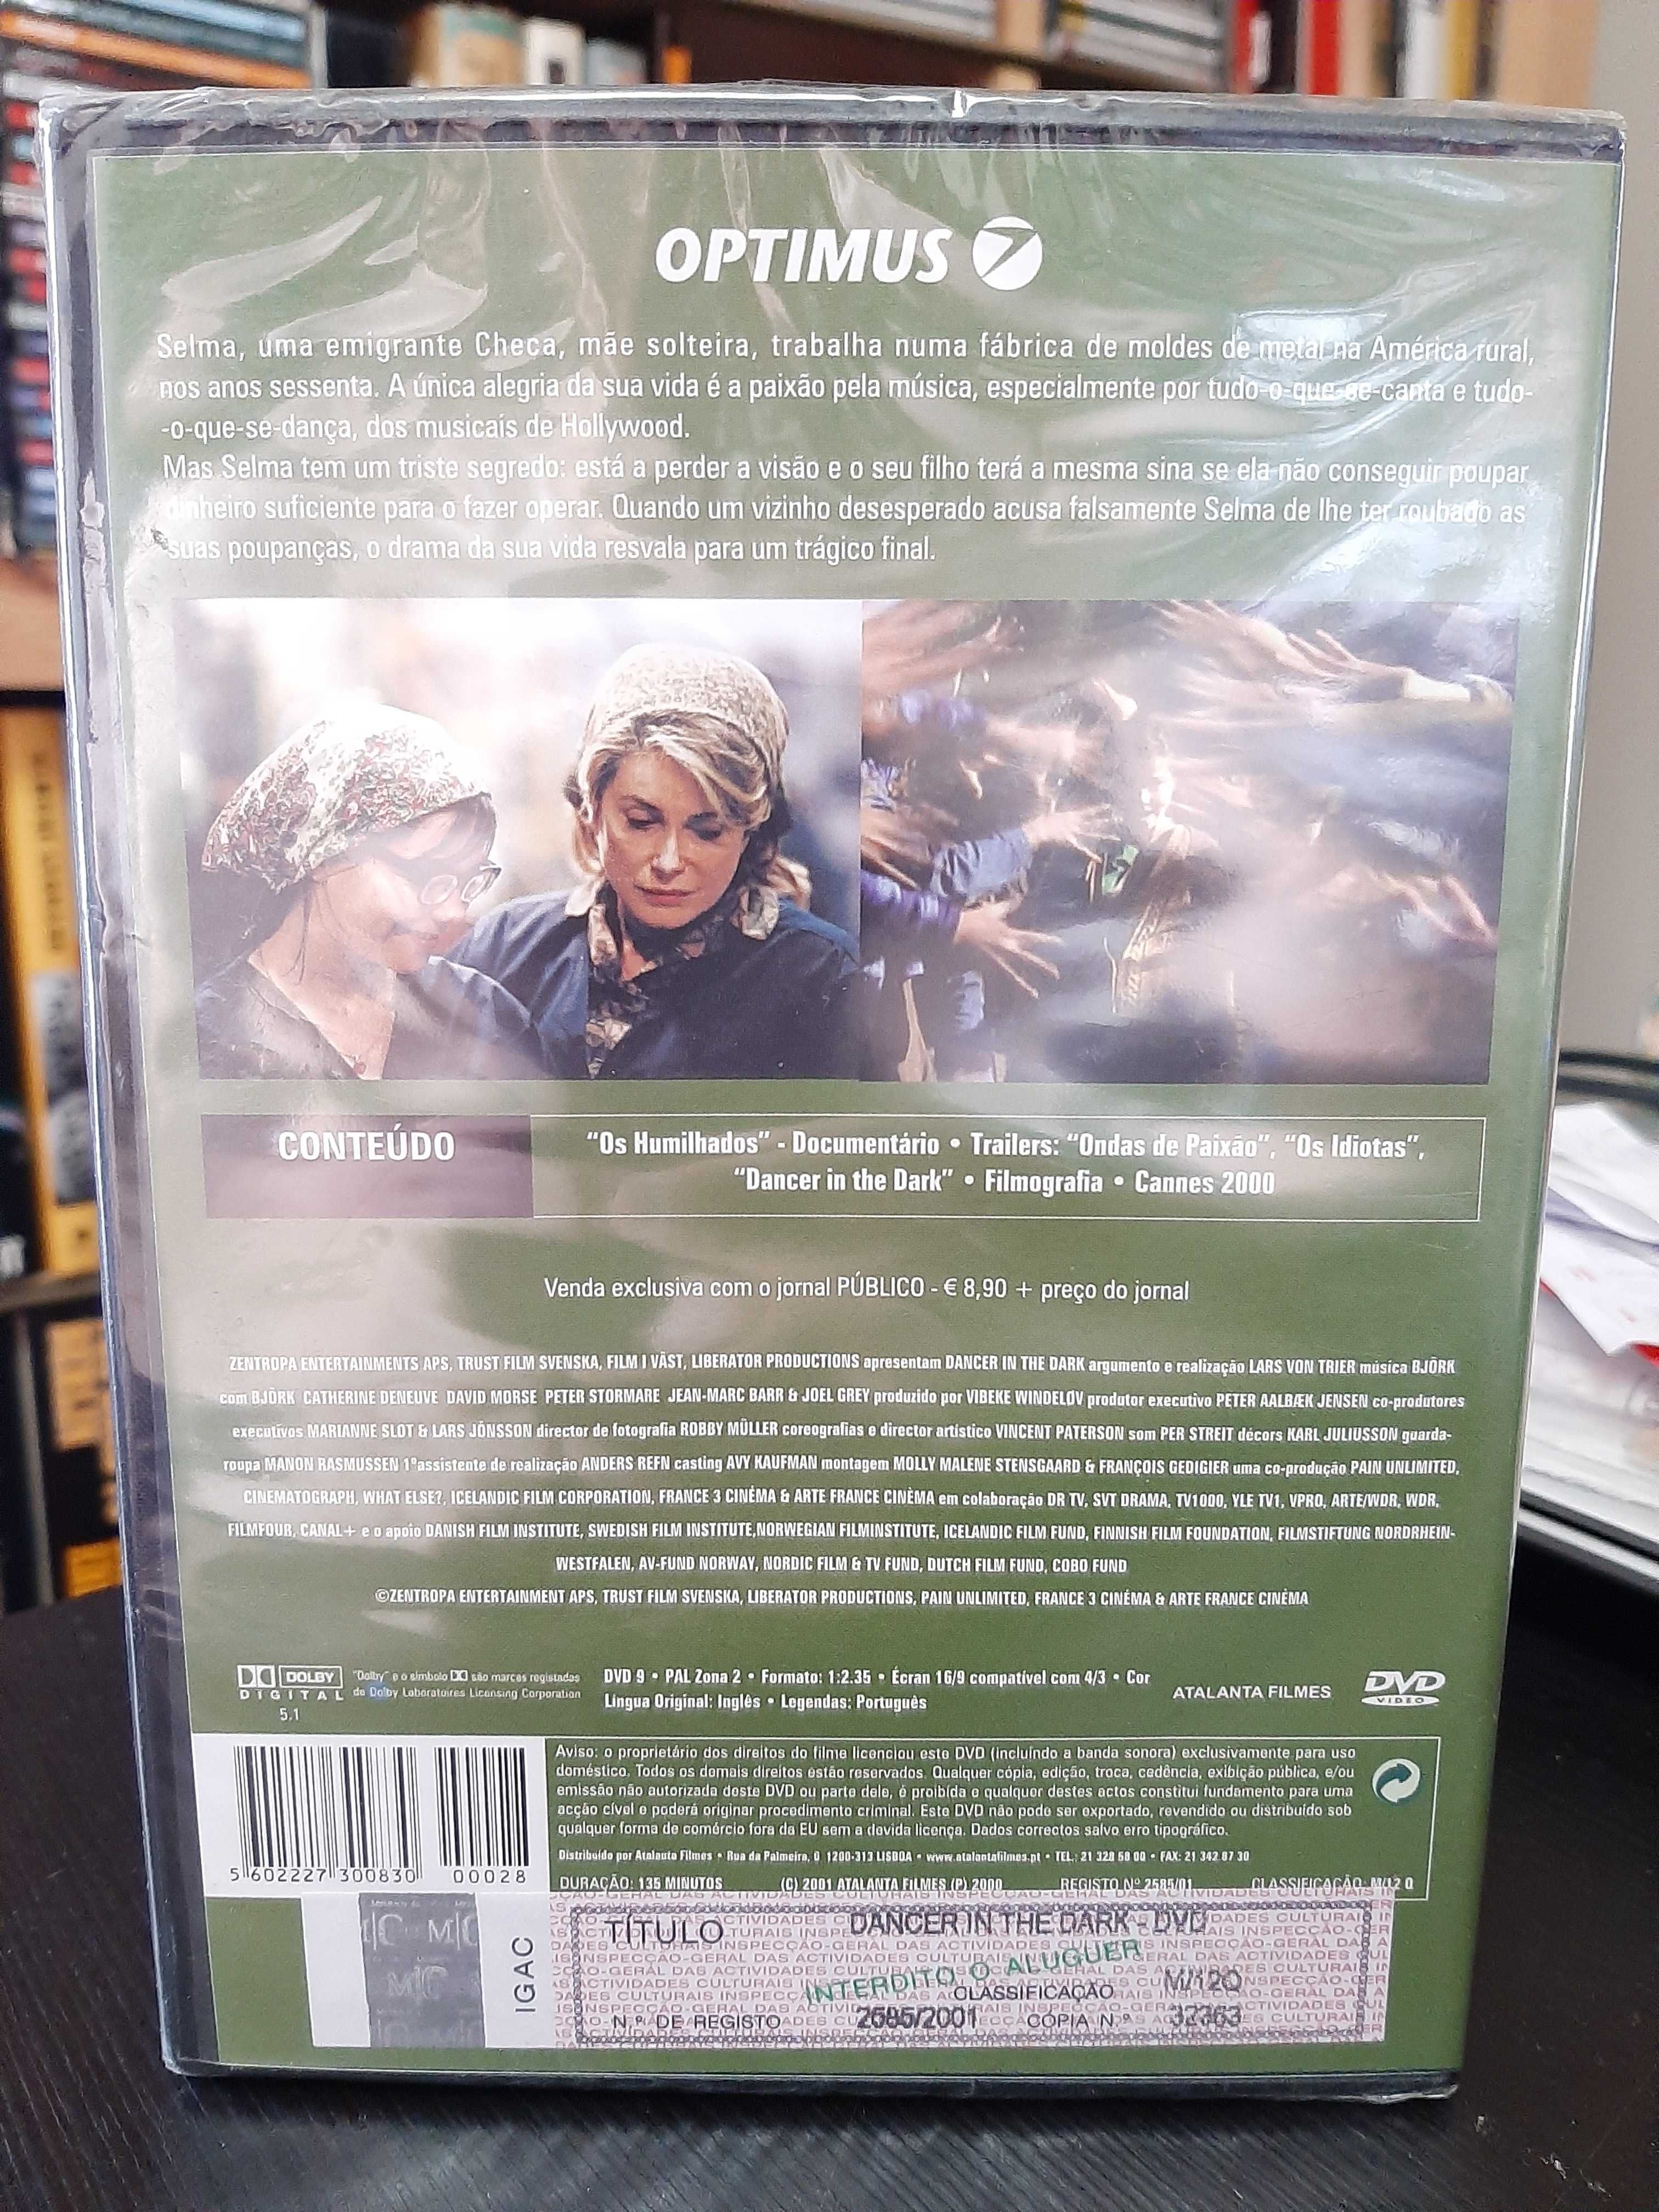 OPTIMUS
Selma, uma emigrante Checa, mãe solteira, trabalha numa fábrica de moldes de metal na América rural,
nos anos sessenta. A única alegria da sua vida é a paixão pela música, especialmente por tudo-o-que-se-canta e tudo-
-o-que-se-dança, dos musicais de Hollywood.
Mas Selma tem um triste segredo: está a perder a visão e o seu filho terá a mesma sina se ela não conseguir poupar
dinheiro suficiente para o fazer operar. Quando um vizinho desesperado acusa falsamente Selma de lhe ter roubado as
suas poupanças, o drama da sua vida resvala para um trágico final.
CONTEÚDO
"Os Humilhados" - Documentário • Trailers: "Ondas de Paixão", "Os Idiotas",
"Dancer in the Dark" • Filmografia • Cannes 2000
Venda exclusiva com o jornal PÚBLICO - € 8,90 + preço do jornal
ZENTROPA ENTERTAINMENTS APS, TRUST FILM SVENSKA, FILM I VÄST, LIBERATOR PRODUCTIONS apresentam DANCER IN THE DARK argumento e realização LARS VON TRIER música BJÖRK
com BJÖRK CATHERINE DENEUVE DAVID MORSE PETER STORMARE JEAN-MARC BARR & JOEL GREY produzido por VIBEKE WINDELØV produtor executivo PETER AALBÆK JENSEN co-produtores
executivos MARIANNE SLOT & LARS JÖNSSON director de fotografia ROBBY MÜLLER coreografias e director artístico VINCENT PATERSON som PER STREIT décors KARL JULIUSSON guarda-
roupa MANON RASMUSSEN 1ºassistente de realização ANDERS REFN casting AVY KAUFMAN montagem MOLLY MALENE STENSGAARD & FRANÇOIS GEDIGIER uma co-produção PAIN UNLIMITED,
CINEMATOGRAPH, WHAT ELSE?, ICELANDIC FILM CORPORATION, FRANCE 3 CINÉMA & ARTE FRANCE CINÉMA em colaboração DR TV, SVT DRAMA, TV1000, YLE TV1, VPRO, ARTE/WDR, WDR,
FILMFOUR, CANAL+ e o apoio DANISH FILM INSTITUTE, SWEDISH FILM INSTITUTE,NORWEGIAN FILMINSTITUTE, ICELANDIC FILM FUND, FINNISH FILM FOUNDATION, FILMSTIFTUNG NORDRHEIN-
WESTFALEN, AV-FUND NORWAY, NORDIC FILM & TV FUND, DUTCH FILM FUND, COBO FUND
©ZENTROPA ENTERTAINMENT APS, TRUST FILM SVENSKA, LIBERATOR PRODUCTIONS, PAIN UNLIMITED, FRANCE 3 CINÉMA & ARTE FRANCE CINÉMA
DOLBY
DIGITAL
5.1
"Dolby" e o símbolo são marcas registadas
de Dolby Laboratories Licensing Corporation
DVD 9 • PAL Zona 2 • Formato: 1:2.35 • Écran 16/9 compatível com 4/3 • Cor
Língua Original: Inglês • Legendas: Português
ATALANTA FILMES
DVD
VIDEO
Aviso: o proprietário dos direitos do filme licenciou este DVD (incluíndo a banda sonora) exclusivamente para uso
doméstico. Todos os demais direitos estão reservados. Qualquer cópia, edição, troca, cedência, exibição pública, e/ou
emissão não autorizada deste DVD ou parte dele, é proibida e qualquer destes actos constitui fundamento para uma
acção cível e poderá originar procedimento criminal. Este DVD não pode ser exportado, revendido ou distribuído sob
qualquer forma de comércio fora da EU sem a devida licença. Dados correctos salvo erro tipográfico.
Distribuído por Atalanta Filmes • Rua da Palmeira, 1200-313 LISBOA • www.atalantafilmes.pt • TEL.: 21 328 50 00 • FAX: 21 342 87 30
DURAÇÃO: 135 MINUTOS (C) 2001 ATALANTA FILMES (P) 2000 REGISTO Nº 2585/01 CLASSIFICAÇÃO M/12 Q
5 602227 300830 00028
IGAC
TÍTULO DANCER IN THE DARK - DVD
INTERDITO O ALUGUER
CLASSIFICAÇÃO M/12Q
N.º DE REGISTO 2585/2001 CÓPIA N.º 32363